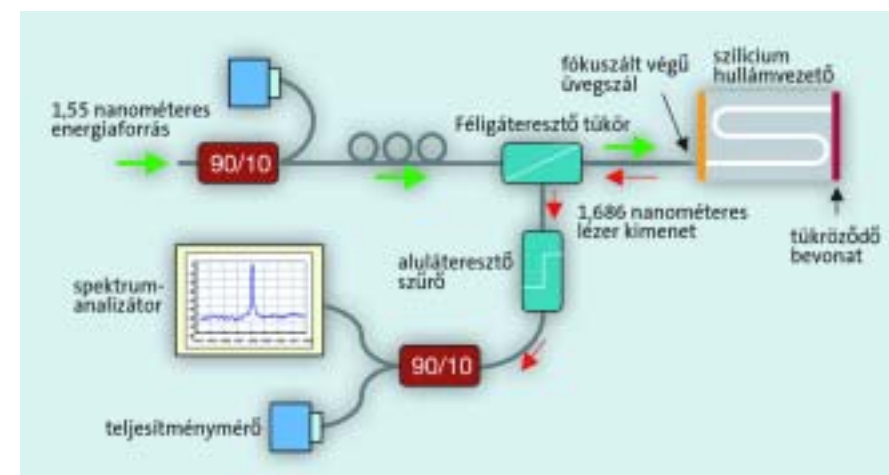 1,55 nanométeres
energiaforrás
90/10
Féligáteresztő tükör
fókuszált végű
üvegszál
szilicium
hullámvezető
1,686 nanométeres
lézer kimenet
tükröződő
bevonat
aluláteresztő
szűrő
spektrum-
analizátor
90/10
teljesítménymérő